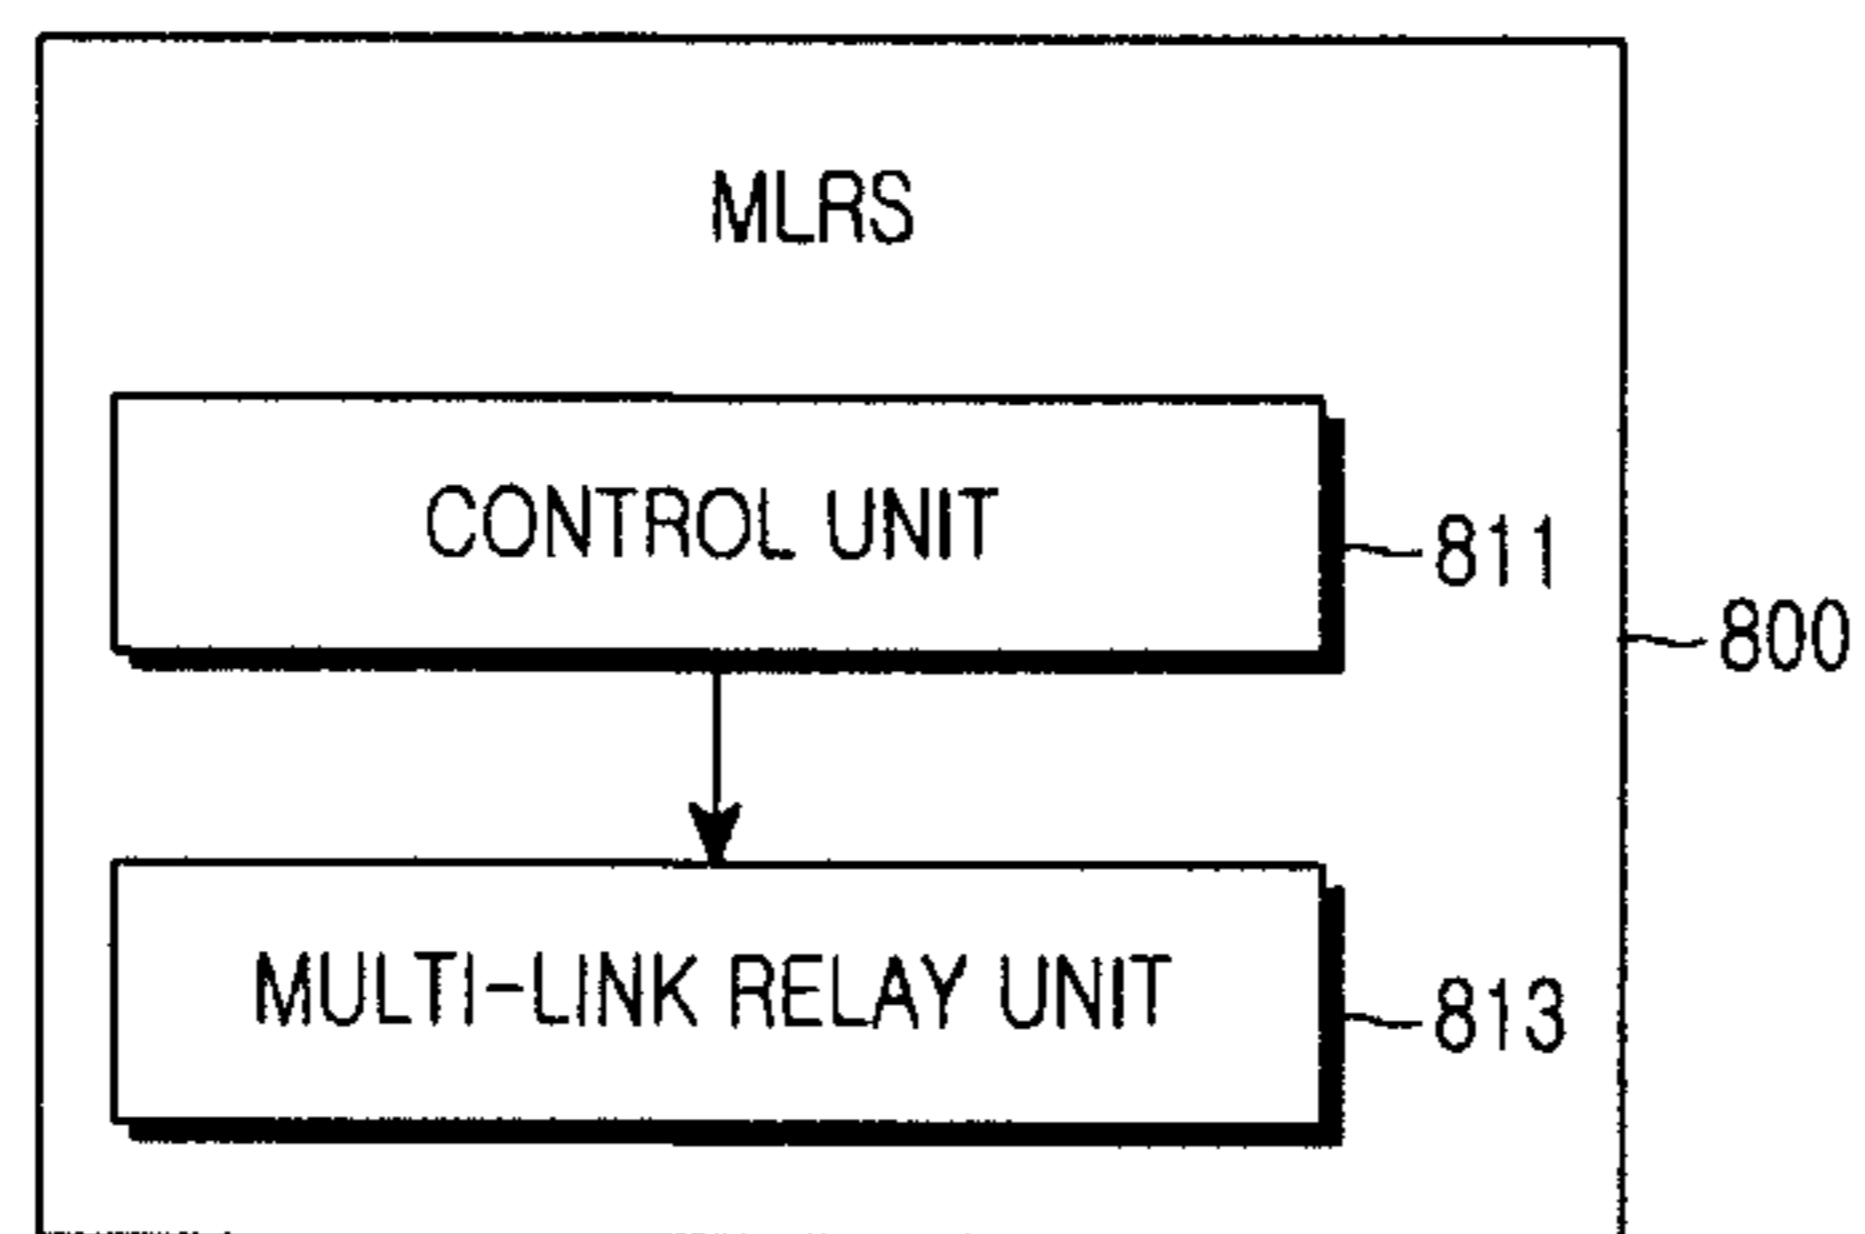 MLRS
CONTROL UNIT
811
800
MULTI-LINK RELAY UNIT
813